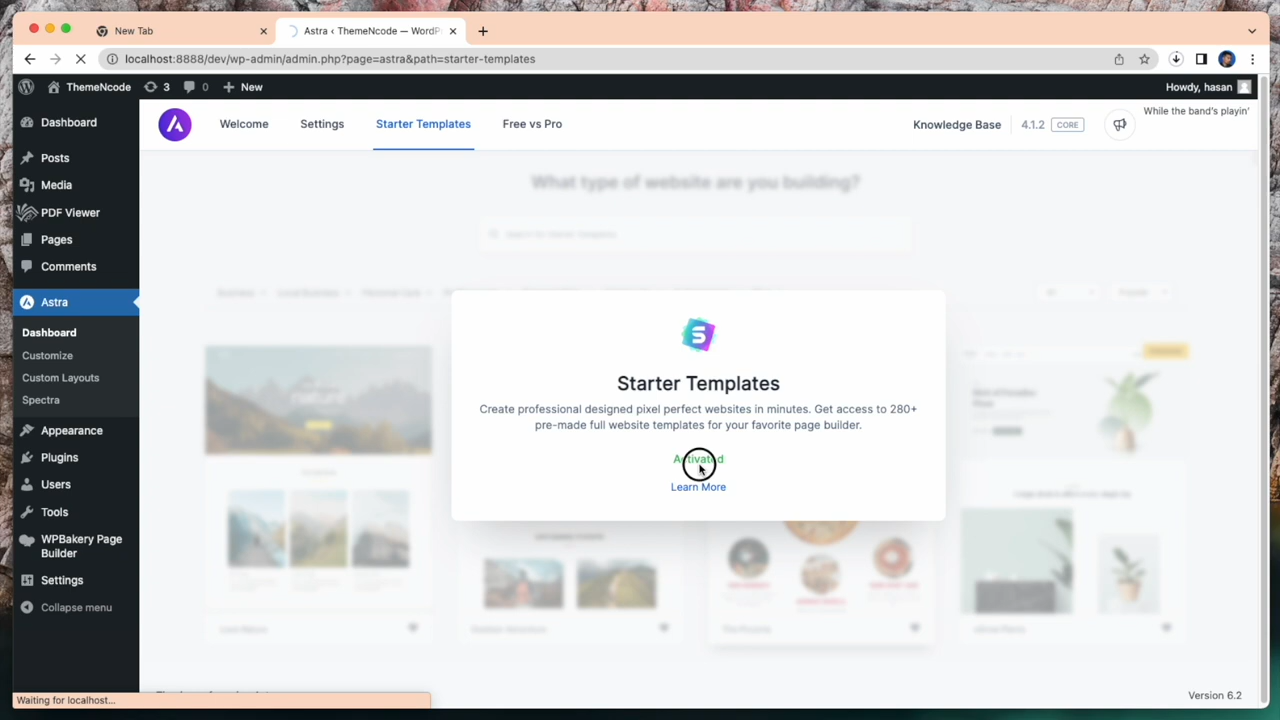 New Tab
Astra ‹ ThemeNcode — WordPr
localhost:8888/dev/wp-admin/admin.php?page=astra&path=starter-templates
ThemeNcode
3
0
New
Howdy, hasan
Welcome
Settings
Starter Templates
Free vs Pro
Knowledge Base
4.1.2
CORE
While the band's playin'
Dashboard
Posts
Media
PDF Viewer
Pages
Comments
Astra
Dashboard
Customize
Custom Layouts
Spectra
Appearance
Plugins
Users
Tools
WPBakery Page
Builder
Settings
Collapse menu
What type of website are you building?
Starter Templates
Create professional designed pixel perfect websites in minutes. Get access to 280+
pre-made full website templates for your favorite page builder.
Activated
Learn More
Version 6.2
Waiting for localhost...